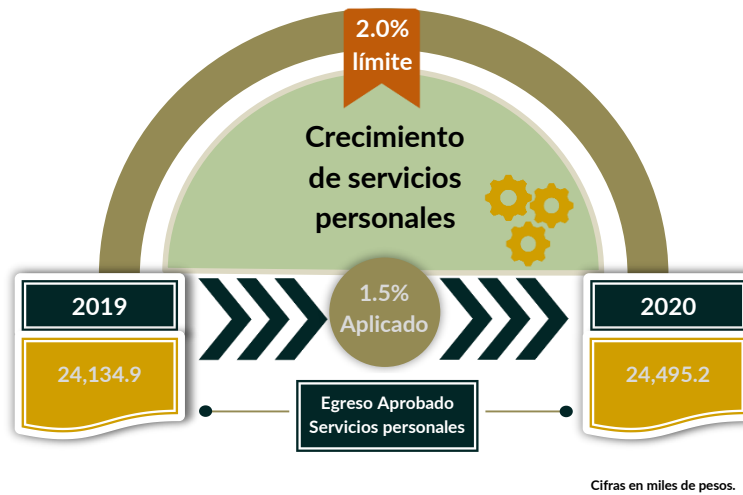 2.0%
límite
Crecimiento
de servicios
personales
2019
1.5%
Aplicado
2020
24,134.9
24,495.2
Egreso Aprobado
Servicios personales
Cifras en miles de pesos.